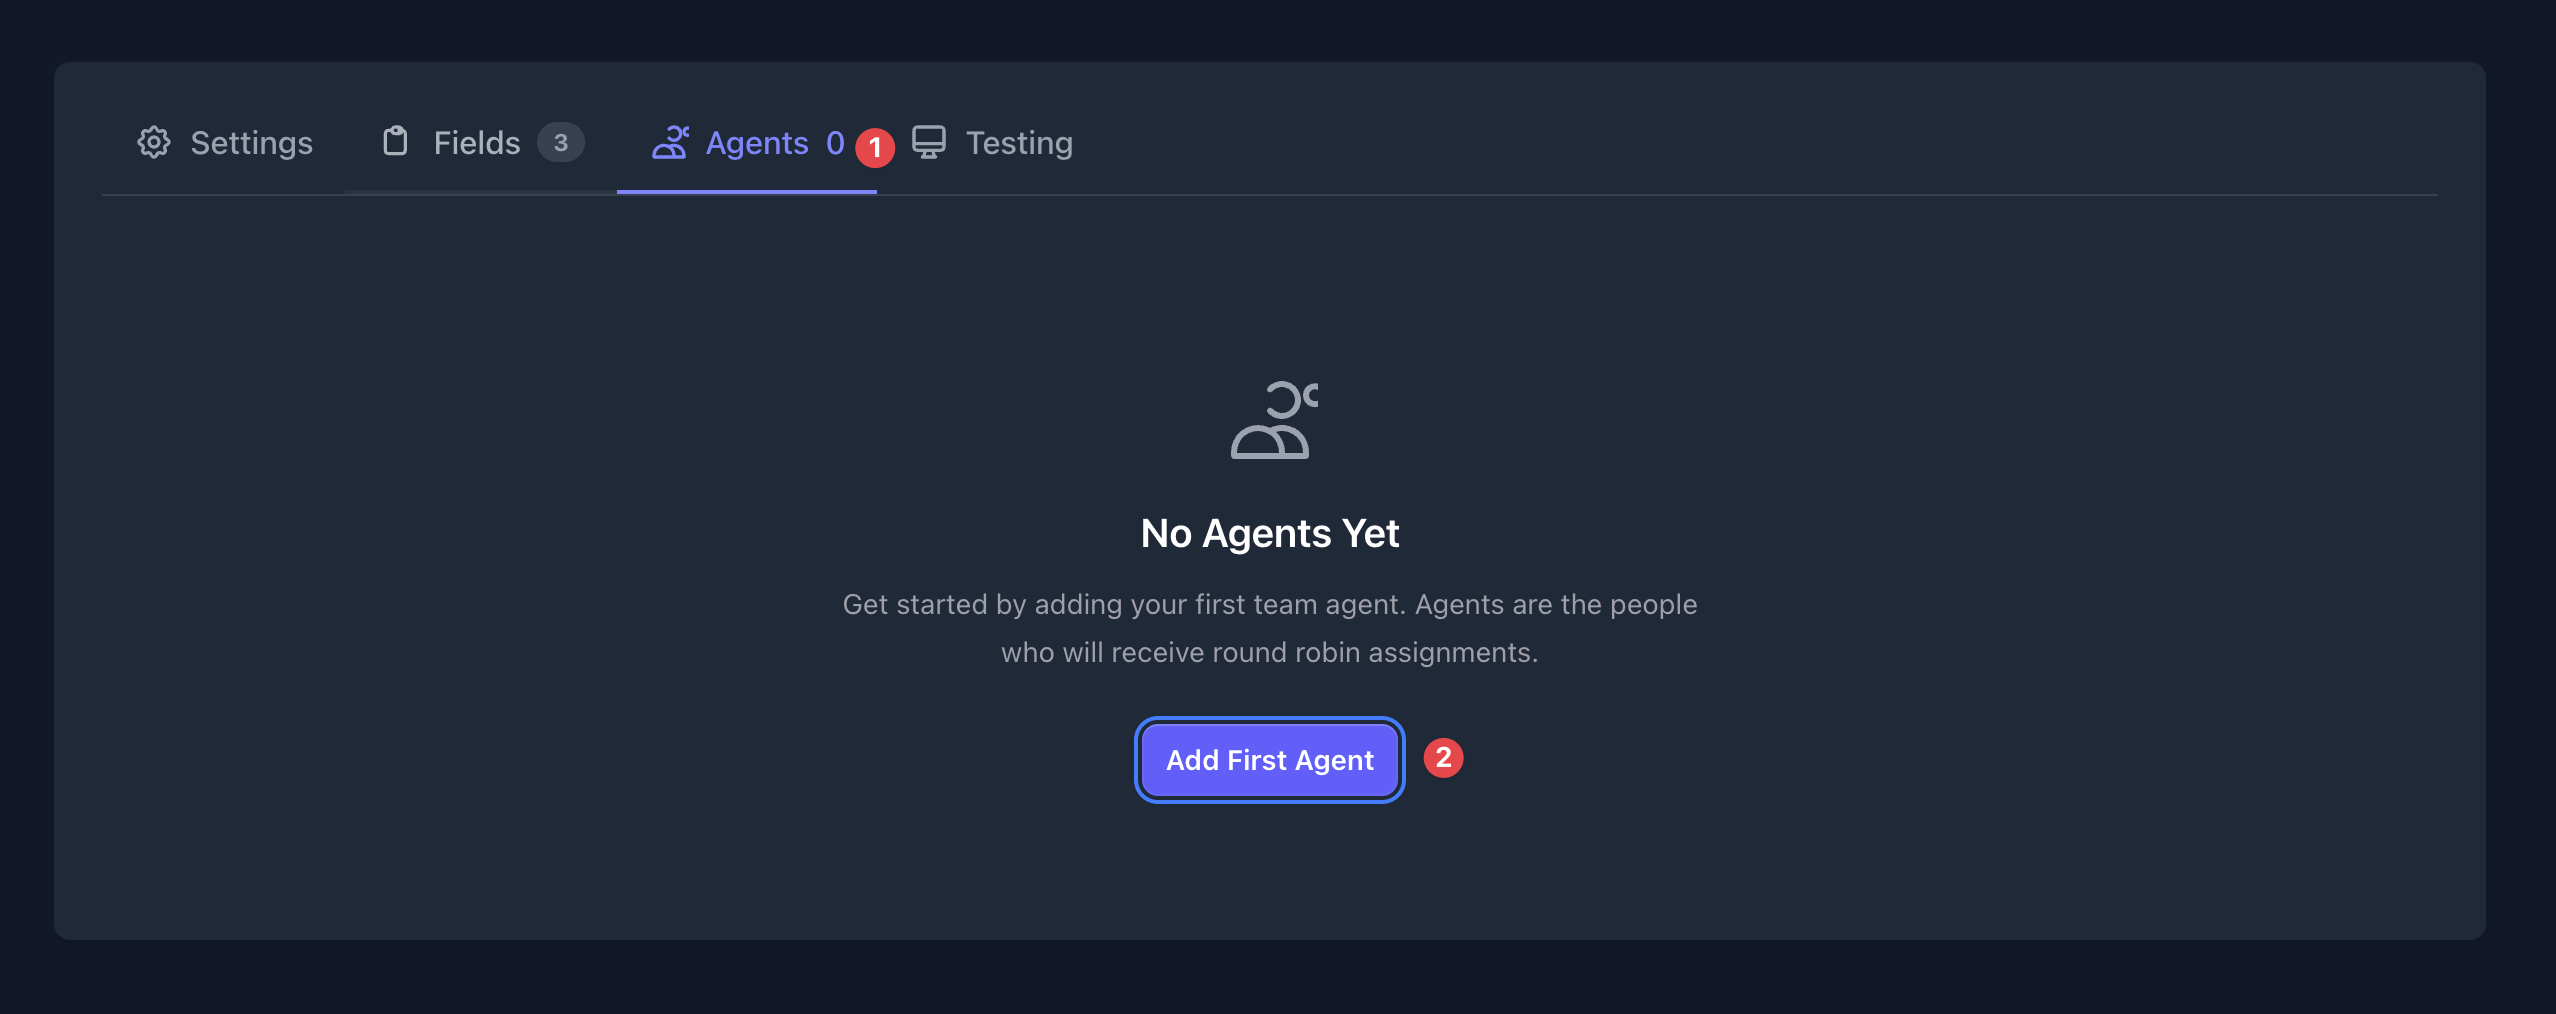 Settings Fields 3 Agents 0 1 Testing
No Agents Yet
Get started by adding your first team agent. Agents are the people
who will receive round robin assignments.
Add First Agent 2